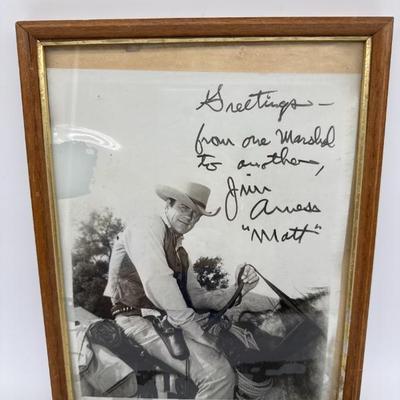 Greetings –
from one Marshal
to another,
Jim
Arness
"Matt"